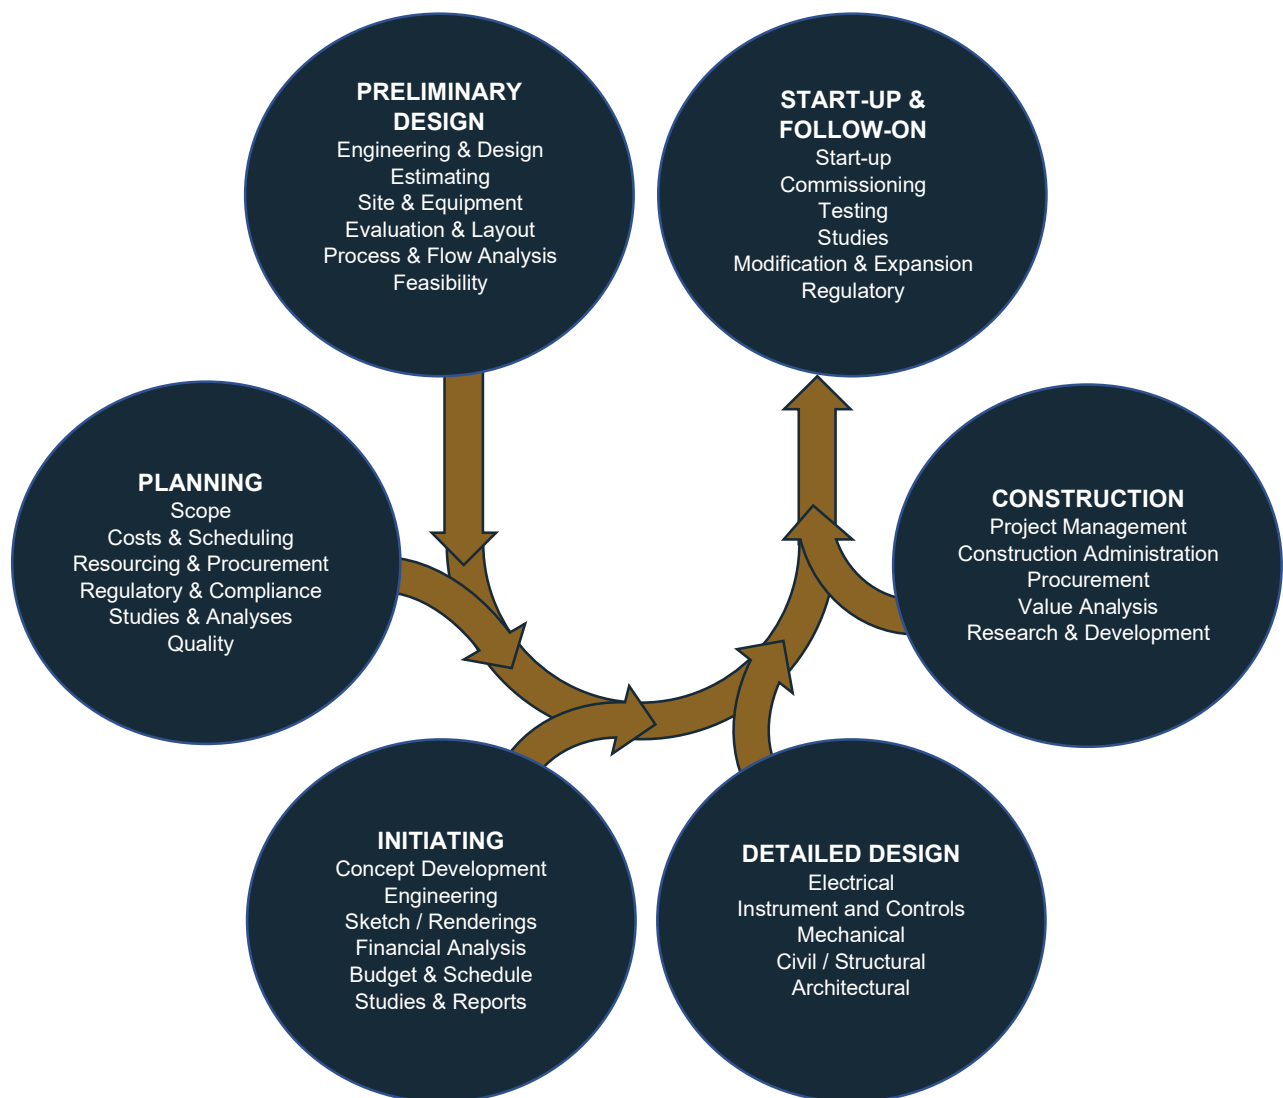 PRELIMINARY
DESIGN
Engineering & Design
Estimating
Site & Equipment
Evaluation & Layout
Process & Flow Analysis
Feasibility
START-UP &
FOLLOW-ON
Start-up
Commissioning
Testing
Studies
Modification & Expansion
Regulatory
PLANNING
Scope
Costs & Scheduling
Resourcing & Procurement
Regulatory & Compliance
Studies & Analyses
Quality
CONSTRUCTION
Project Management
Construction Administration
Procurement
Value Analysis
Research & Development
INITIATING
Concept Development
Engineering
Sketch / Renderings
Financial Analysis
Budget & Schedule
Studies & Reports
DETAILED DESIGN
Electrical
Instrument and Controls
Mechanical
Civil / Structural
Architectural